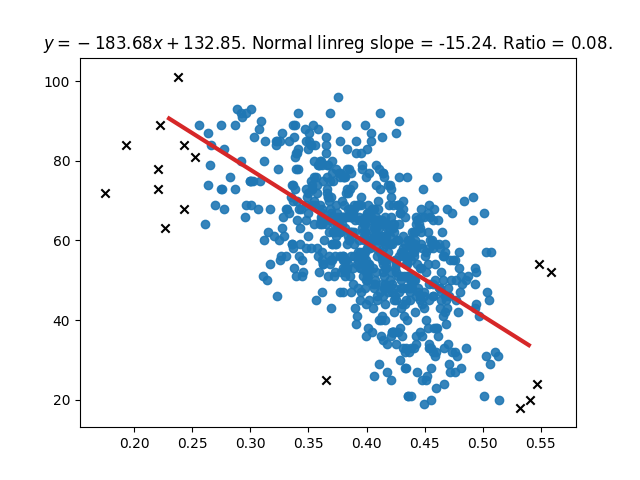 y = − 183.68x + 132.85. Normal linreg slope = -15.24. Ratio = 0.08.
100
80
60
40
20
0.20 0.25 0.30 0.35 0.40 0.45 0.50 0.55